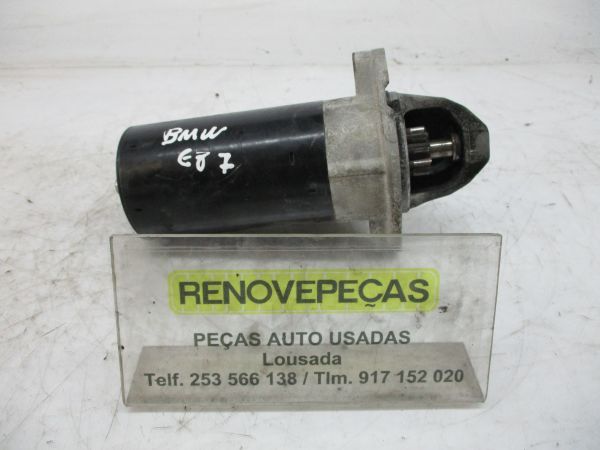 BMW
E87
RENOVEPEÇAS
PEÇAS AUTO USADAS
Lousada
Telf. 253 566 138 / Tlm. 917 152 020